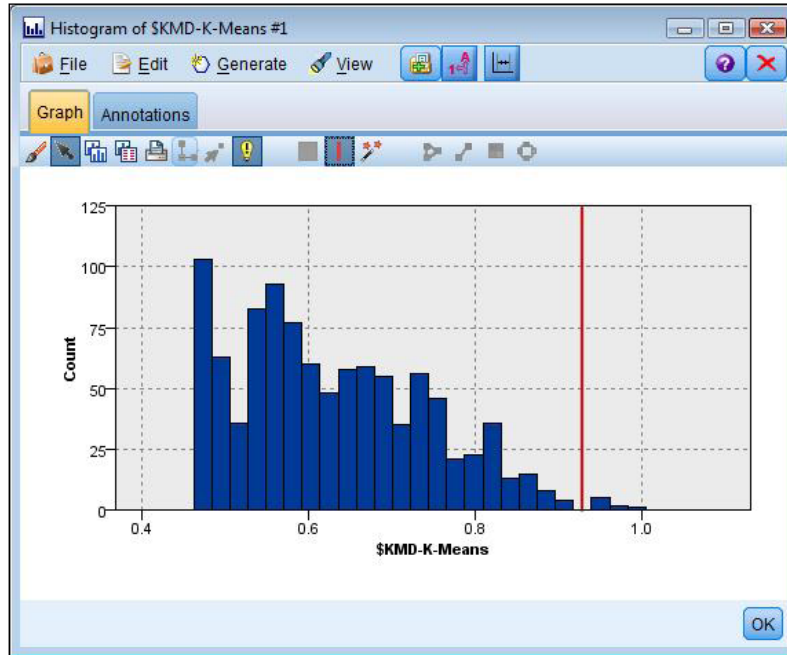 Histogram of $KMD-K-Means #1
File Edit Generate View
Graph Annotations
125
100
75
50
25
0
Count
0.4 0.6 0.8 1.0
$KMD-K-Means
OK